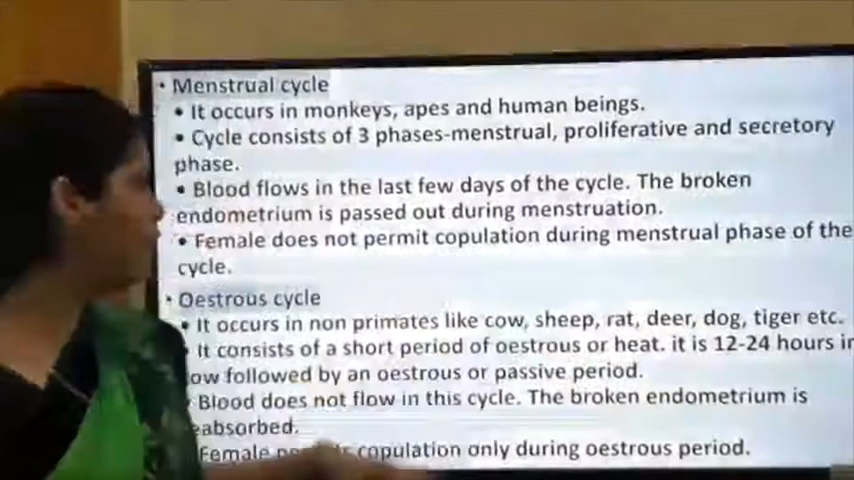 • Menstrual cycle
• It occurs in monkeys, apes and human beings.
• Cycle consists of 3 phases-menstrual, proliferative and secretory
phase.
• Blood flows in the last few days of the cycle. The broken
endometrium is passed out during menstruation.
• Female does not permit copulation during menstrual phase of the
cycle.
• Oestrous cycle
• It occurs in non primates like cow, sheep, rat, deer, dog, tiger etc.
It consists of a short period of oestrous or heat. it is 12-24 hours
followed by an oestrous or passive period.
Blood does not flow in this cycle. The broken endometrium is
Female copulation only during oestrous period.